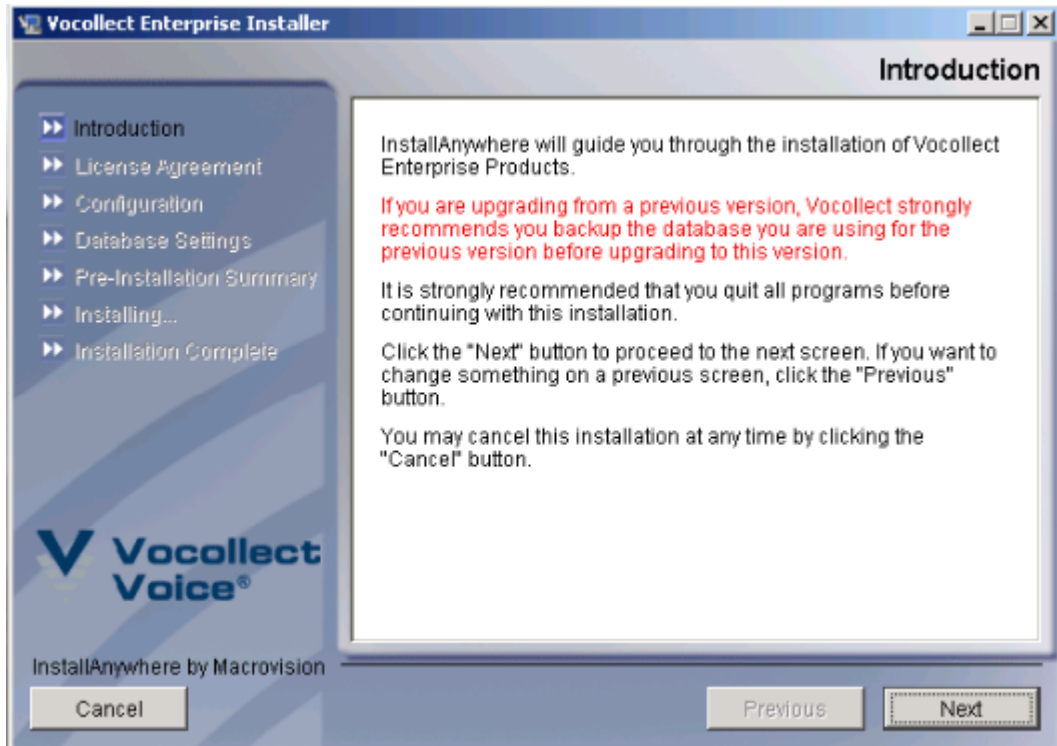 Vocollect Enterprise Installer
Introduction
Introduction
License Agreement
Configuration
Database Settings
Pre-Installation Summary
Installing...
Installation Complete
InstallAnywhere will guide you through the installation of Vocollect
Enterprise Products.
If you are upgrading from a previous version, Vocollect strongly
recommends you backup the database you are using for the
previous version before upgrading to this version.
It is strongly recommended that you quit all programs before
continuing with this installation.
Click the "Next" button to proceed to the next screen. If you want to
change something on a previous screen, click the "Previous"
button.
You may cancel this installation at any time by clicking the
"Cancel" button.
Vocollect
Voice®
InstallAnywhere by Macrovision
Cancel
Previous
Next